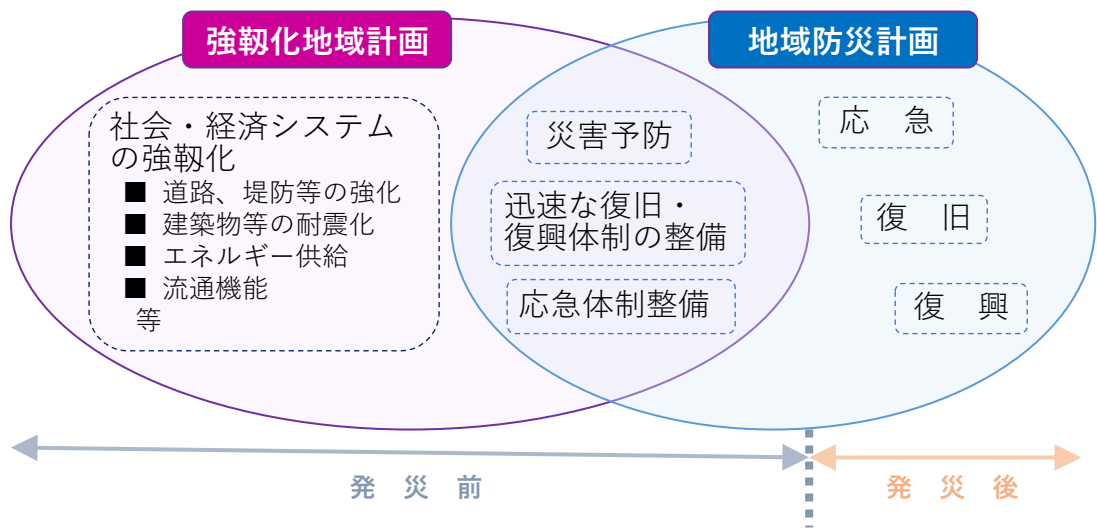 強靱化地域計画
地域防災計画
社会・経済システム
の強靱化
■ 道路、堤防等の強化
■ 建築物等の耐震化
■ エネルギー供給
■ 流通機能
等
災害予防
迅速な復旧・
復興体制の整備
応急体制整備
応　急
復　旧
復　興
発　災　前
発　災　後